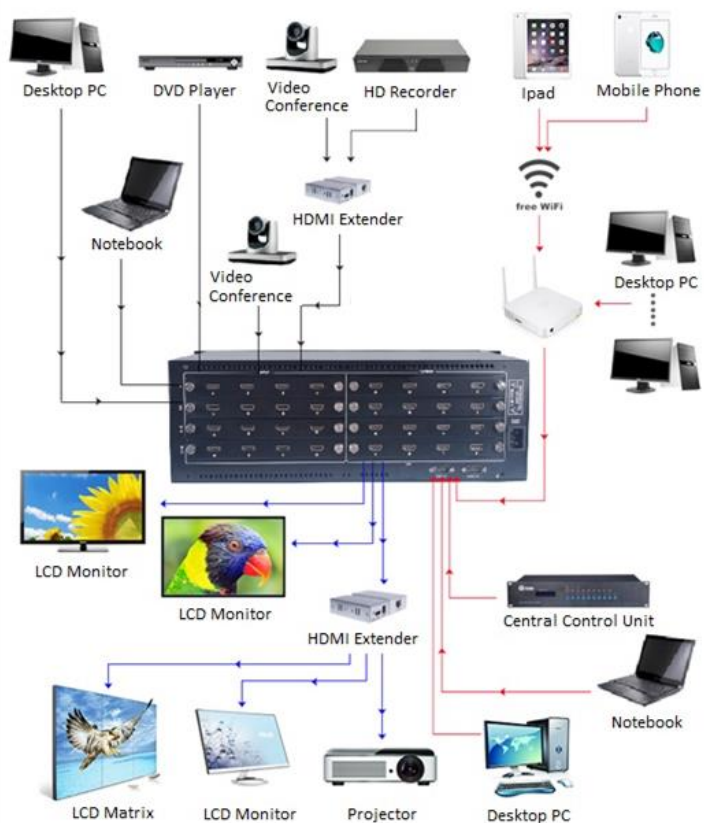 Desktop PC
DVD Player
Video
Conference
HD Recorder
Ipad
Mobile Phone
HDMI Extender
free WiFi
Notebook
Video
Conference
Desktop PC
LCD Monitor
LCD Monitor
HDMI Extender
Central Control Unit
Notebook
LCD Matrix
LCD Monitor
Projector
Desktop PC